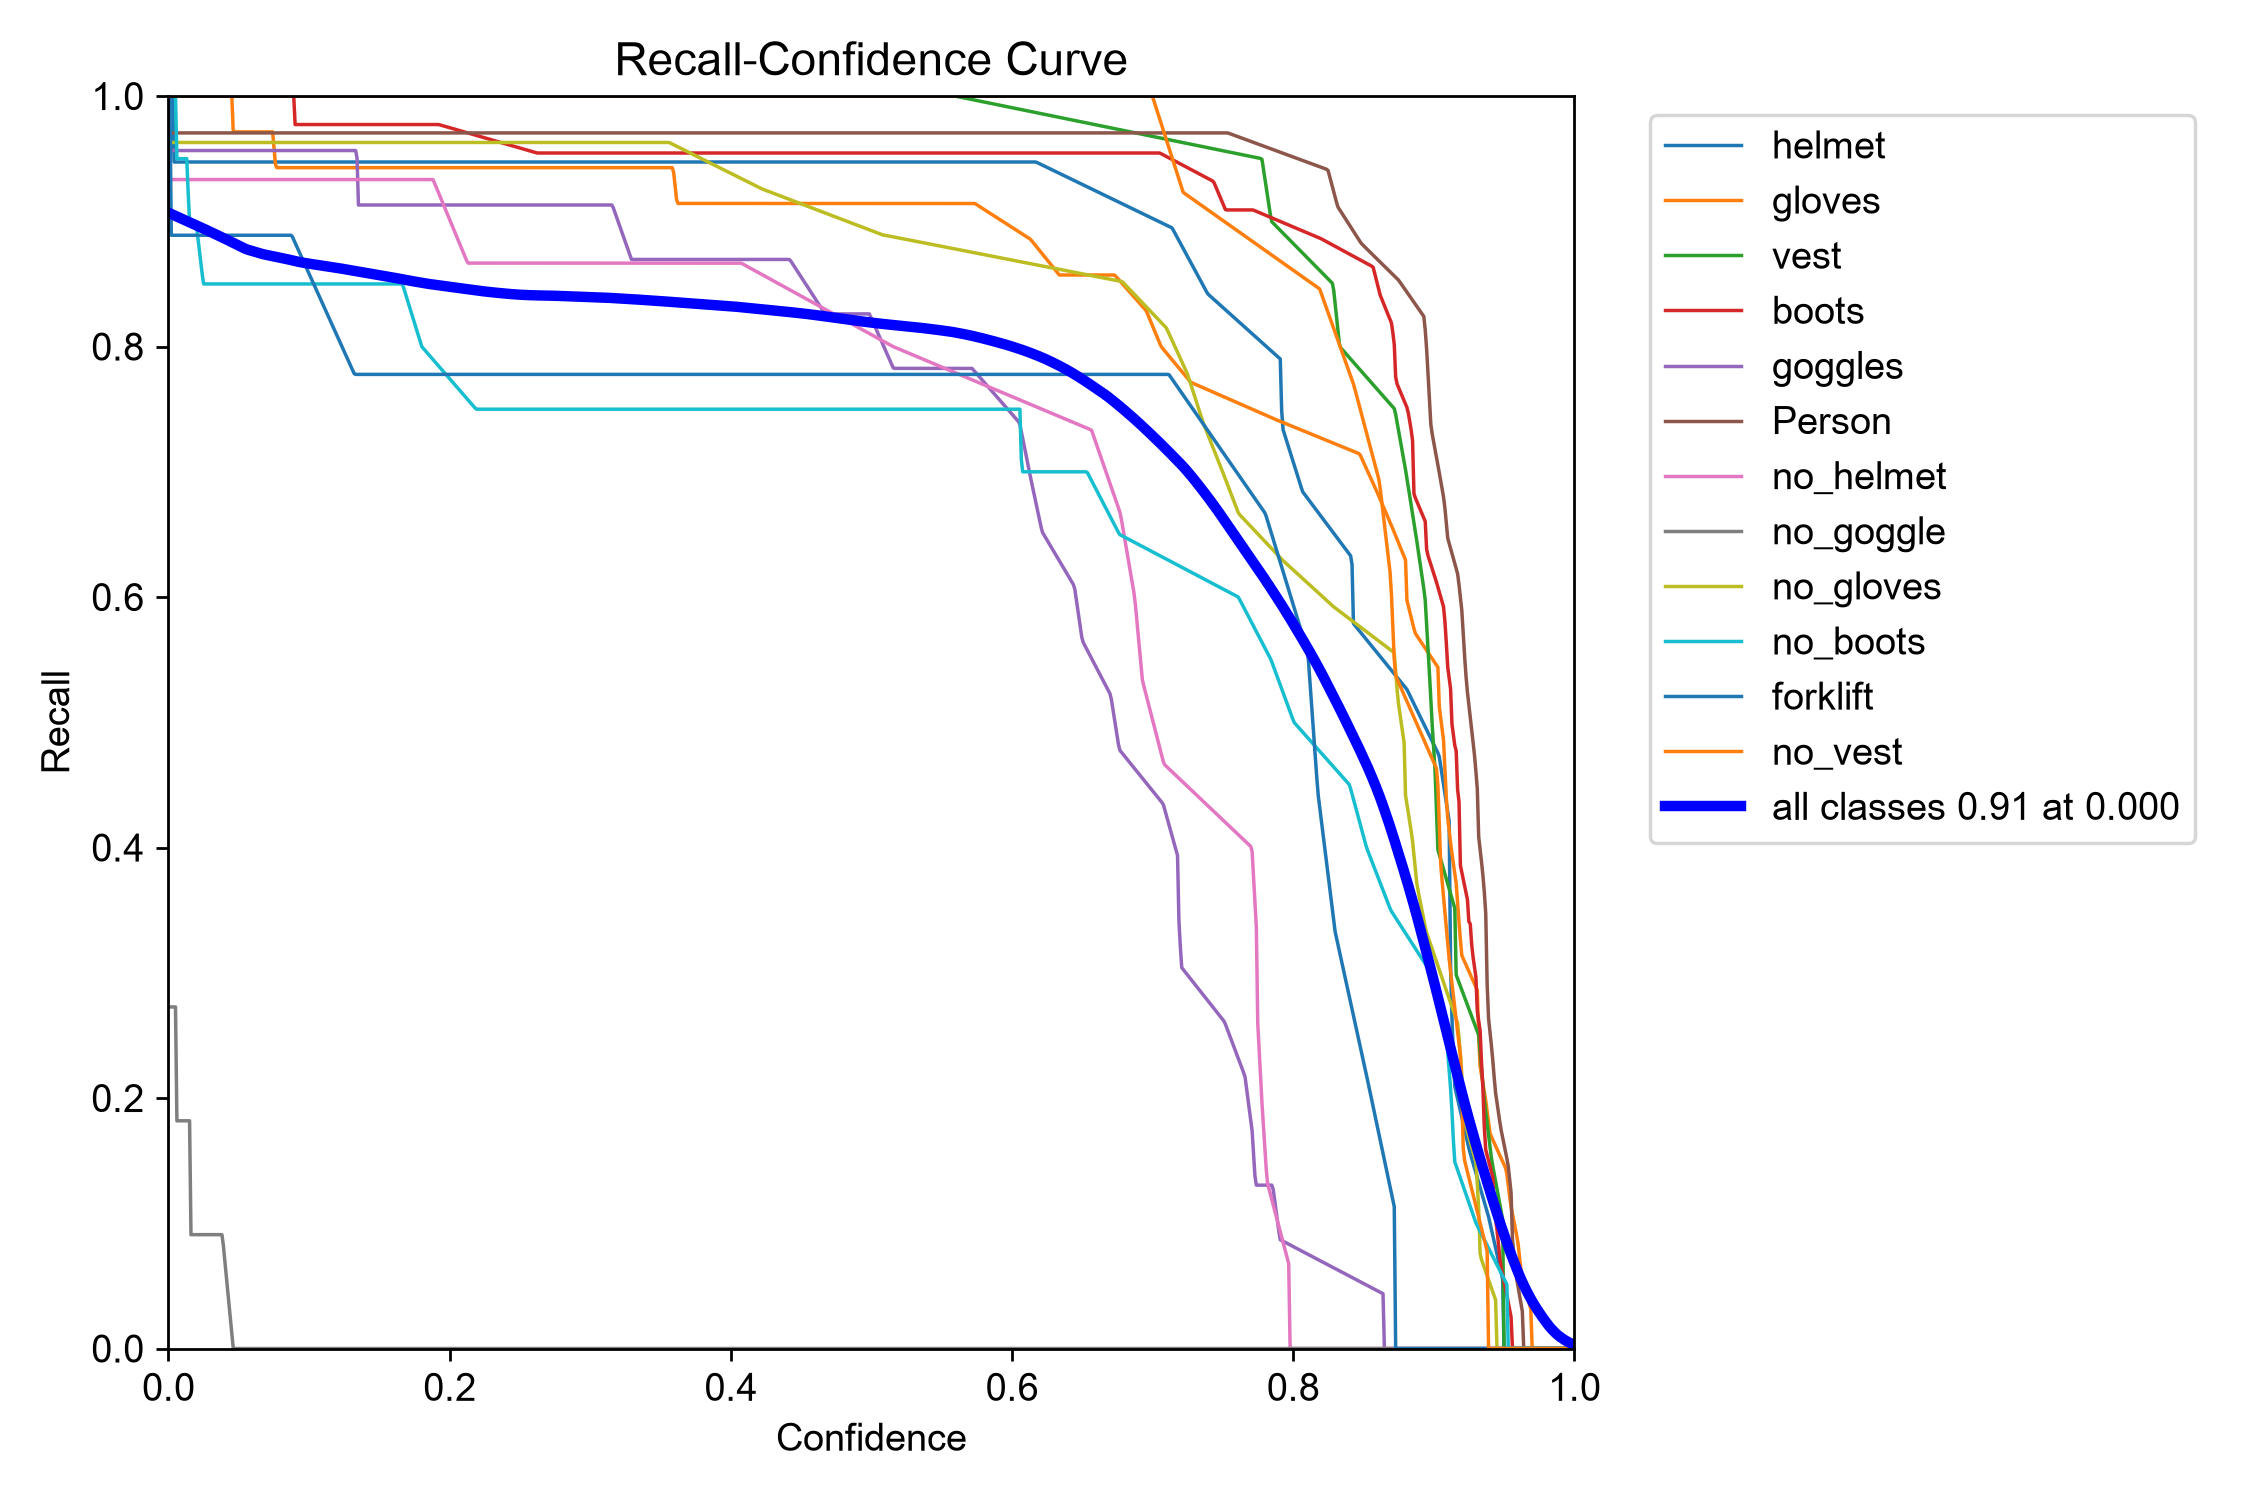 Recall-Confidence Curve
1.0
0.8
0.6
0.4
0.2
0.0
Recall
0.0 0.2 0.4 0.6 0.8 1.0
Confidence
helmet
gloves
vest
boots
goggles
Person
no_helmet
no_goggle
no_gloves
no_boots
forklift
no_vest
all classes 0.91 at 0.000